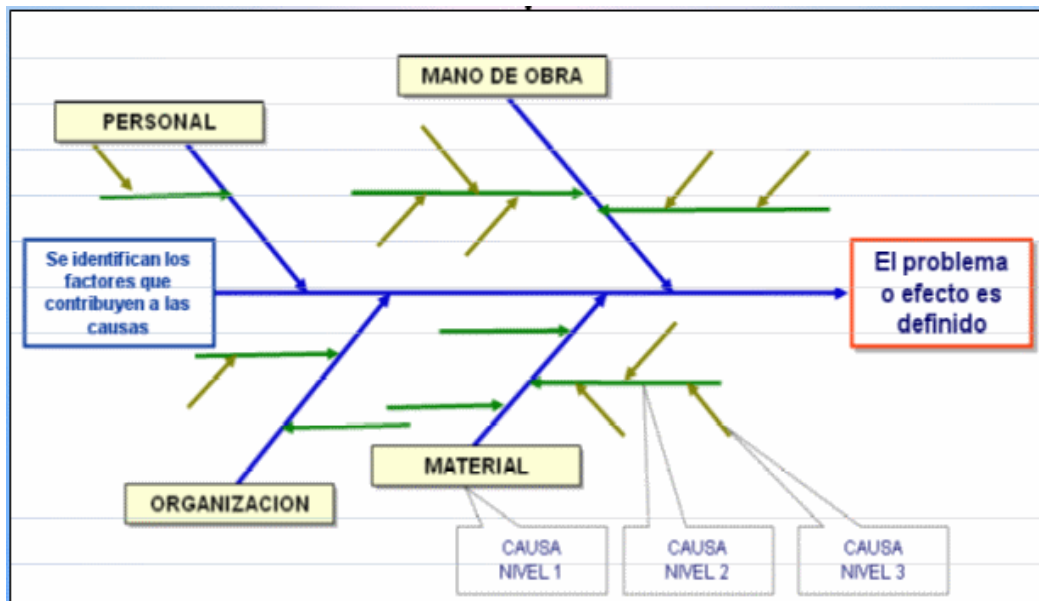 MANO DE OBRA
PERSONAL
Se identifican los
factores que
contribuyen a las
causas
El problema
o efecto es
definido
MATERIAL
ORGANIZACION
CAUSA
NIVEL 1
CAUSA
NIVEL 2
CAUSA
NIVEL 3